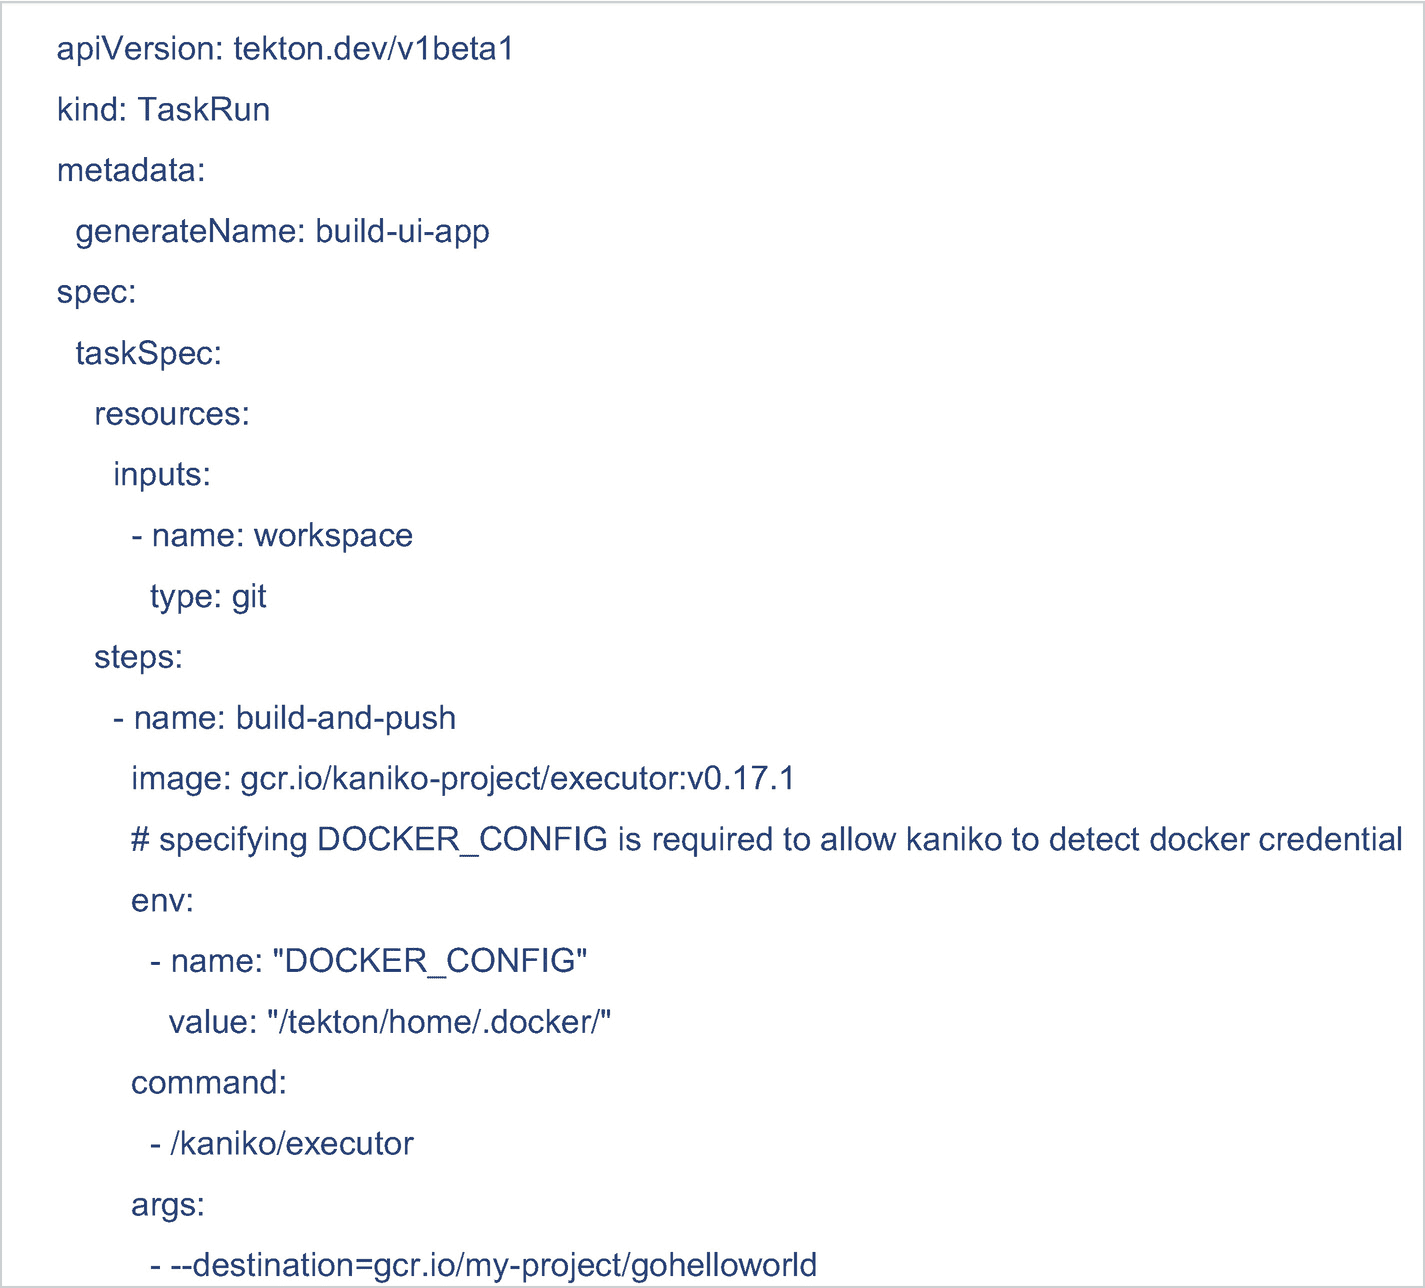 apiVersion: tekton.dev/v1beta1
kind: TaskRun
metadata:
  generateName: build-ui-app
spec:
  taskSpec:
    resources:
      inputs:
        - name: workspace
          type: git
    steps:
      - name: build-and-push
        image: gcr.io/kaniko-project/executor:v0.17.1
        # specifying DOCKER_CONFIG is required to allow kaniko to detect docker credential
        env:
          - name: "DOCKER_CONFIG"
            value: "/tekton/home/.docker/"
        command:
          - /kaniko/executor
        args:
          - --destination=gcr.io/my-project/gohelloworld